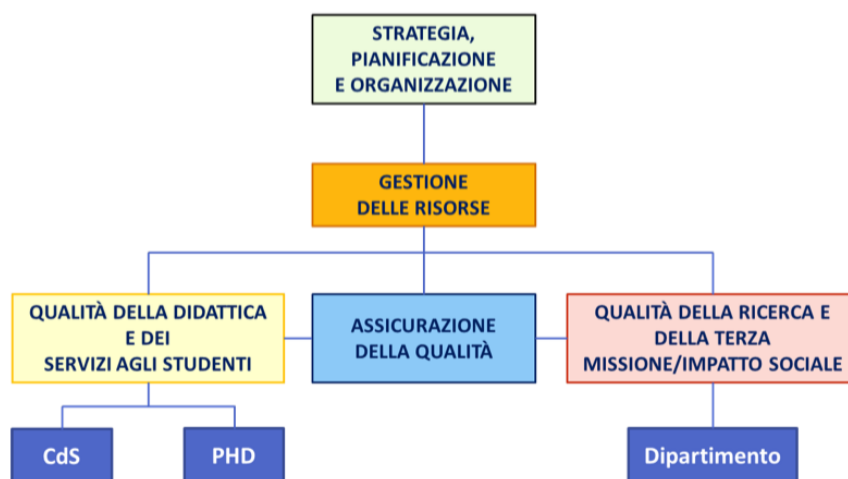 STRATEGIA,
PIANIFICAZIONE
E ORGANIZZAZIONE
GESTIONE
DELLE RISORSE
QUALITÀ DELLA DIDATTICA
E DEI
SERVIZI AGLI STUDENTI
ASSICURAZIONE
DELLA QUALITÀ
QUALITÀ DELLA RICERCA E
DELLA TERZA
MISSIONE/IMPATTO SOCIALE
CdS
PHD
Dipartimento